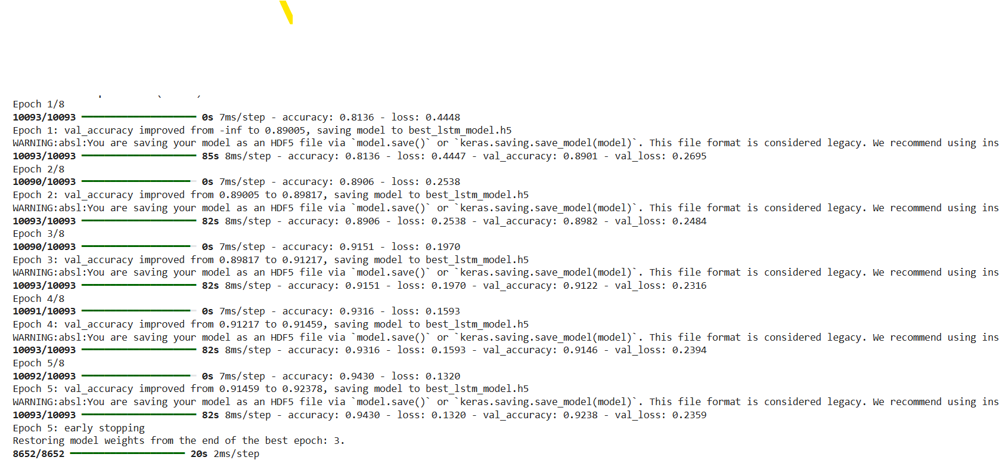 Epoch 1/8
10093/10093 0s 7ms/step - accuracy: 0.8136 - loss: 0.4448
Epoch 1: val_accuracy improved from -inf to 0.89005, saving model to best_lstm_model.h5
WARNING:absl:You are saving your model as an HDF5 file via `model.save()` or `keras.saving.save_model(model)`. This file format is considered legacy. We recommend using ins
10093/10093 85s 8ms/step - accuracy: 0.8136 - loss: 0.4447 - val_accuracy: 0.8901 - val_loss: 0.2695
Epoch 2/8
10090/10093 0s 7ms/step - accuracy: 0.8906 - loss: 0.2538
Epoch 2: val_accuracy improved from 0.89005 to 0.89817, saving model to best_lstm_model.h5
WARNING:absl:You are saving your model as an HDF5 file via `model.save()` or `keras.saving.save_model(model)`. This file format is considered legacy. We recommend using ins
10093/10093 82s 8ms/step - accuracy: 0.8906 - loss: 0.2538 - val_accuracy: 0.8982 - val_loss: 0.2484
Epoch 3/8
10090/10093 0s 7ms/step - accuracy: 0.9151 - loss: 0.1970
Epoch 3: val_accuracy improved from 0.89817 to 0.91217, saving model to best_lstm_model.h5
WARNING:absl:You are saving your model as an HDF5 file via `model.save()` or `keras.saving.save_model(model)`. This file format is considered legacy. We recommend using ins
10093/10093 82s 8ms/step - accuracy: 0.9151 - loss: 0.1970 - val_accuracy: 0.9122 - val_loss: 0.2316
Epoch 4/8
10091/10093 0s 7ms/step - accuracy: 0.9316 - loss: 0.1593
Epoch 4: val_accuracy improved from 0.91217 to 0.91459, saving model to best_lstm_model.h5
WARNING:absl:You are saving your model as an HDF5 file via `model.save()` or `keras.saving.save_model(model)`. This file format is considered legacy. We recommend using ins
10093/10093 82s 8ms/step - accuracy: 0.9316 - loss: 0.1593 - val_accuracy: 0.9146 - val_loss: 0.2394
Epoch 5/8
10092/10093 0s 7ms/step - accuracy: 0.9430 - loss: 0.1320
Epoch 5: val_accuracy improved from 0.91459 to 0.92378, saving model to best_lstm_model.h5
WARNING:absl:You are saving your model as an HDF5 file via `model.save()` or `keras.saving.save_model(model)`. This file format is considered legacy. We recommend using ins
10093/10093 82s 8ms/step - accuracy: 0.9430 - loss: 0.1320 - val_accuracy: 0.9238 - val_loss: 0.2359
Epoch 5: early stopping
Restoring model weights from the end of the best epoch: 3.
8652/8652 20s 2ms/step